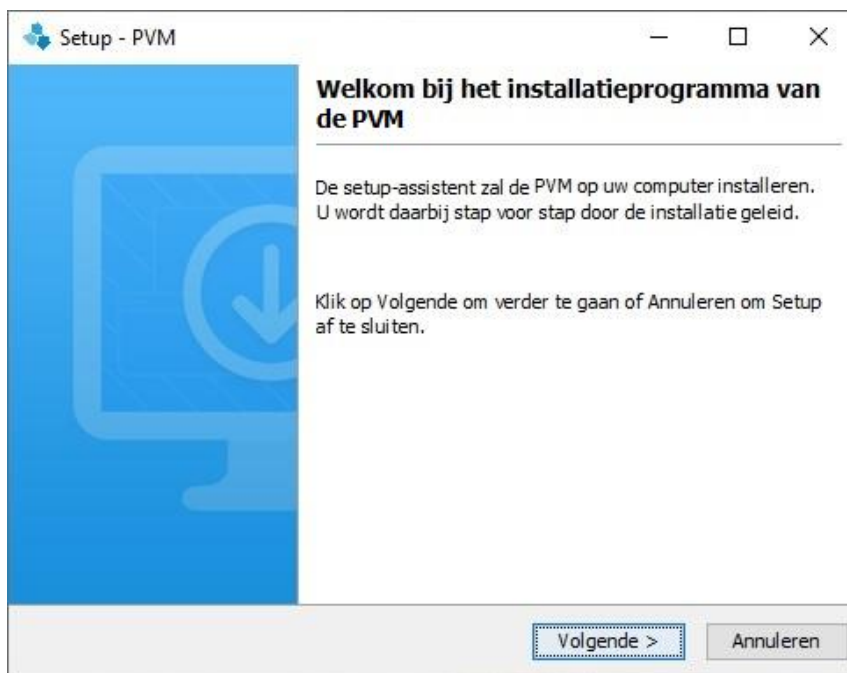 Setup - PVM
Welkom bij het installatieprogramma van
de PVM
De setup-assistent zal de PVM op uw computer installeren.
U wordt daarbij stap voor stap door de installatie geleid.
Klik op Volgende om verder te gaan of Annuleren om Setup
af te sluiten.
Volgende >
Annuleren